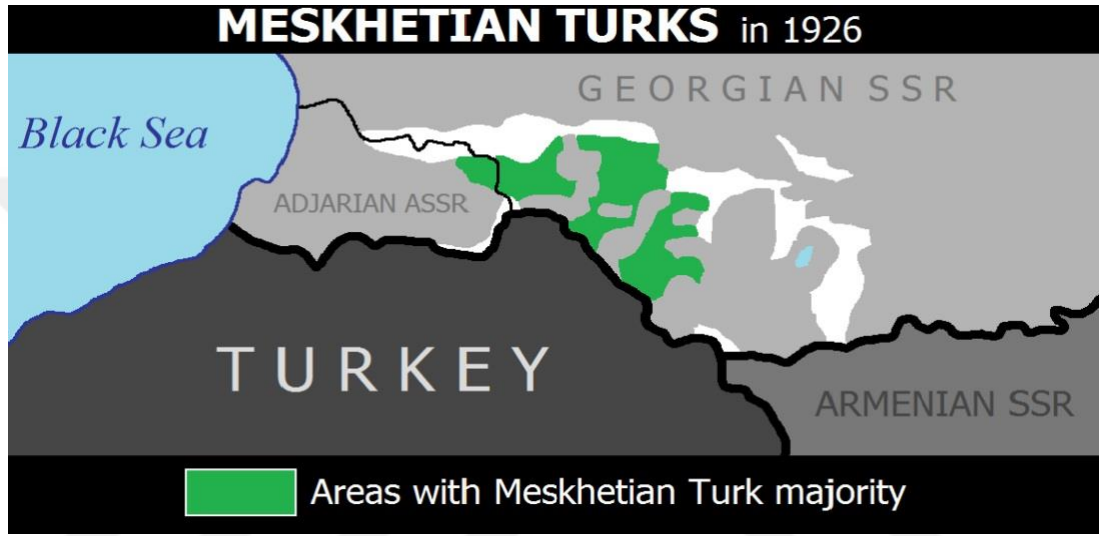 MESKHETIAN TURKS in 1926
GEORGIAN SSR
Black Sea
ADJARIAN ASSR
TURKEY
ARMENIAN SSR
Areas with Meskhetian Turk majority